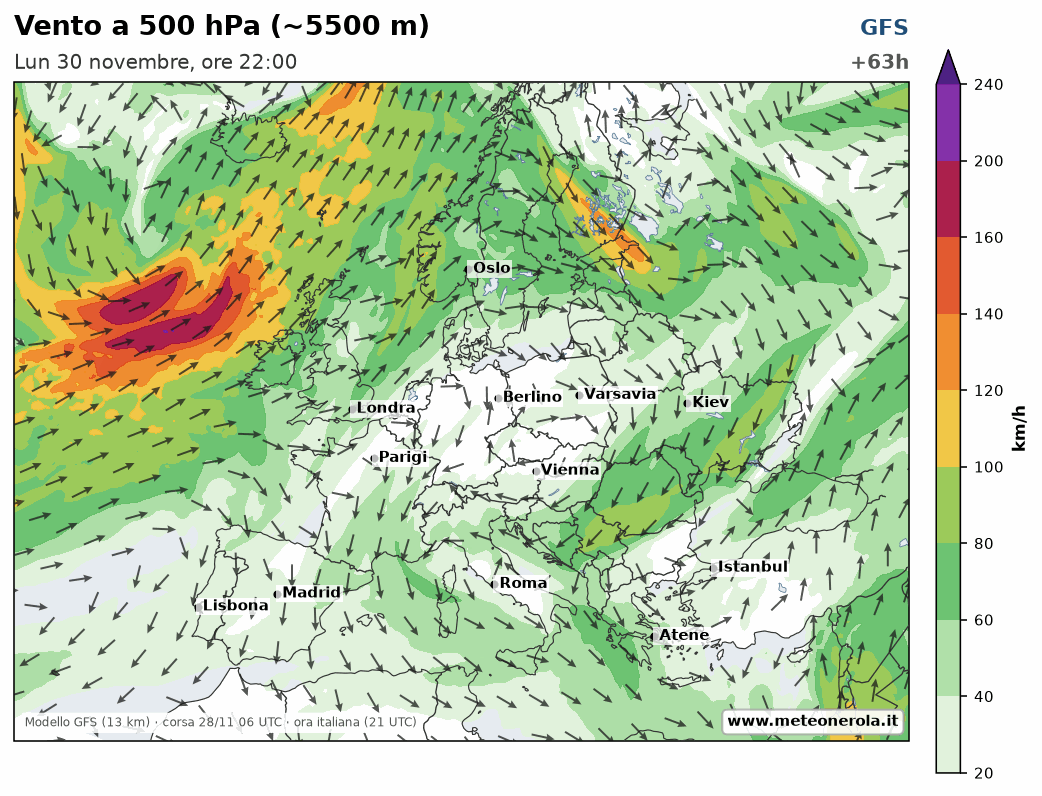 Vento a 500 hPa (~5500 m)
GFS
Lun 30 novembre, ore 22:00
+63h
240
200
160
140
120
100
80
60
40
20
km/h
Oslo
Londra
Berlino
Varsavia
Kiev
Parigi
Vienna
Istanbul
Roma
Madrid
Lisbona
Atene
Modello GFS (13 km) · corsa 28/11 06 UTC · ora italiana (21 UTC)
www.meteonerola.it